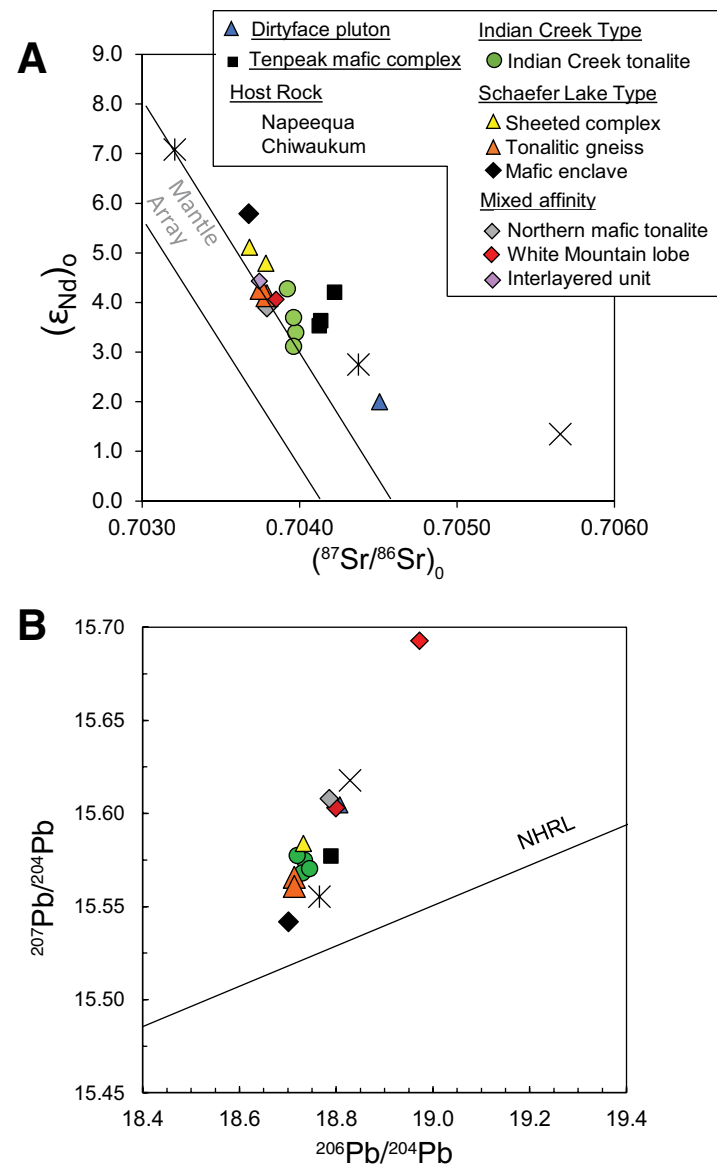 A
Dirtyface pluton
Tenpeak mafic complex
Host Rock
Napeequa
Chiwaukum
Indian Creek Type
Indian Creek tonalite
Schaefer Lake Type
Sheeted complex
Tonalitic gneiss
Mafic enclave
Mixed affinity
Northern mafic tonalite
White Mountain lobe
Interlayered unit
Mantle
Array
(εNd)₀
9.0
8.0
7.0
6.0
5.0
4.0
3.0
2.0
1.0
0.0
0.7030 0.7040 0.7050 0.7060
(⁸⁷Sr/⁸⁶Sr)₀
B
²⁰⁷Pb/²⁰⁴Pb
15.70
15.65
15.60
15.55
15.50
15.45
NHRL
18.4 18.6 18.8 19.0 19.2 19.4
²⁰⁶Pb/²⁰⁴Pb